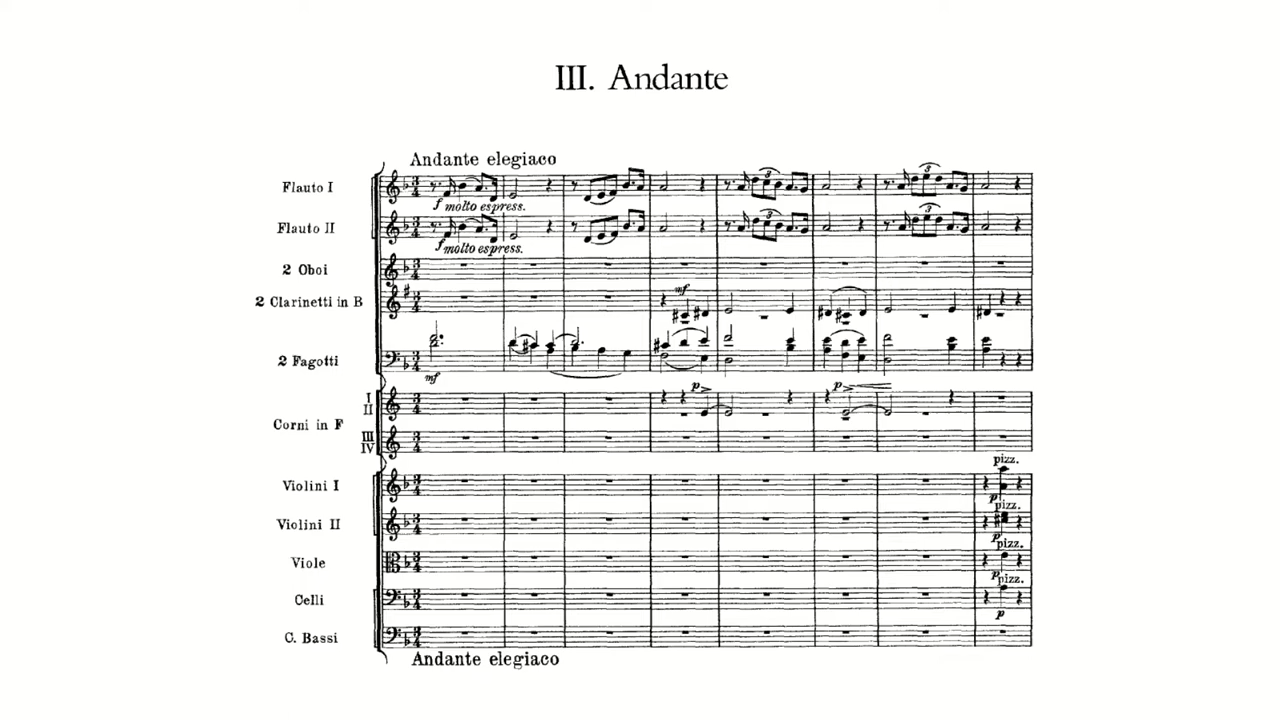 III. Andante
Andante elegiaco
Flauto I
f molto espress.
Flauto II
f molto espress.
2 Oboi
2 Clarinetti in B
mf
2 Fagotti
mf
I
II
p
p
Corni in F
III
IV
Violini I
pizz.
p
Violini II
pizz.
p
Viole
pizz.
p
Celli
pizz.
p
C. Bassi
Andante elegiaco